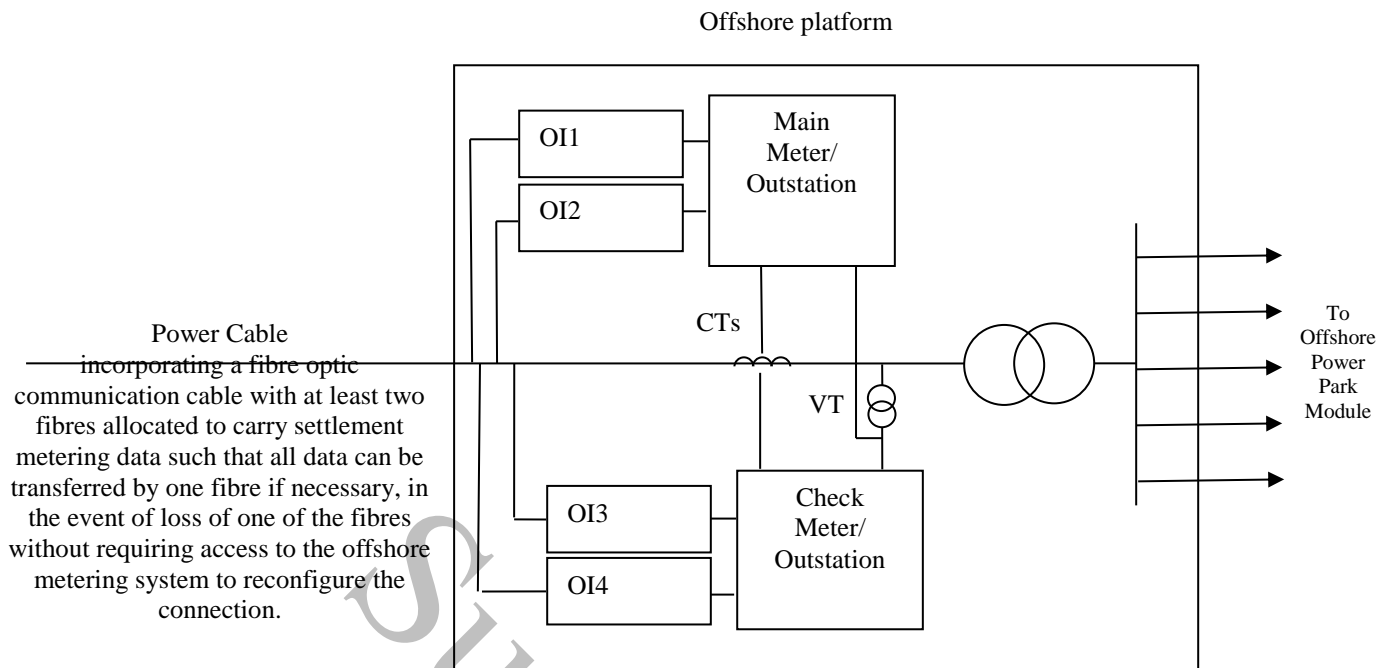 Offshore platform
OI1
OI2
Main
Meter/
Outstation
CTs
VT
Power Cable
incorporating a fibre optic
communication cable with at least two
fibres allocated to carry settlement
metering data such that all data can be
transferred by one fibre if necessary, in
the event of loss of one of the fibres
without requiring access to the offshore
metering system to reconfigure the
connection.
OI3
OI4
Check
Meter/
Outstation
To
Offshore
Power
Park
Module